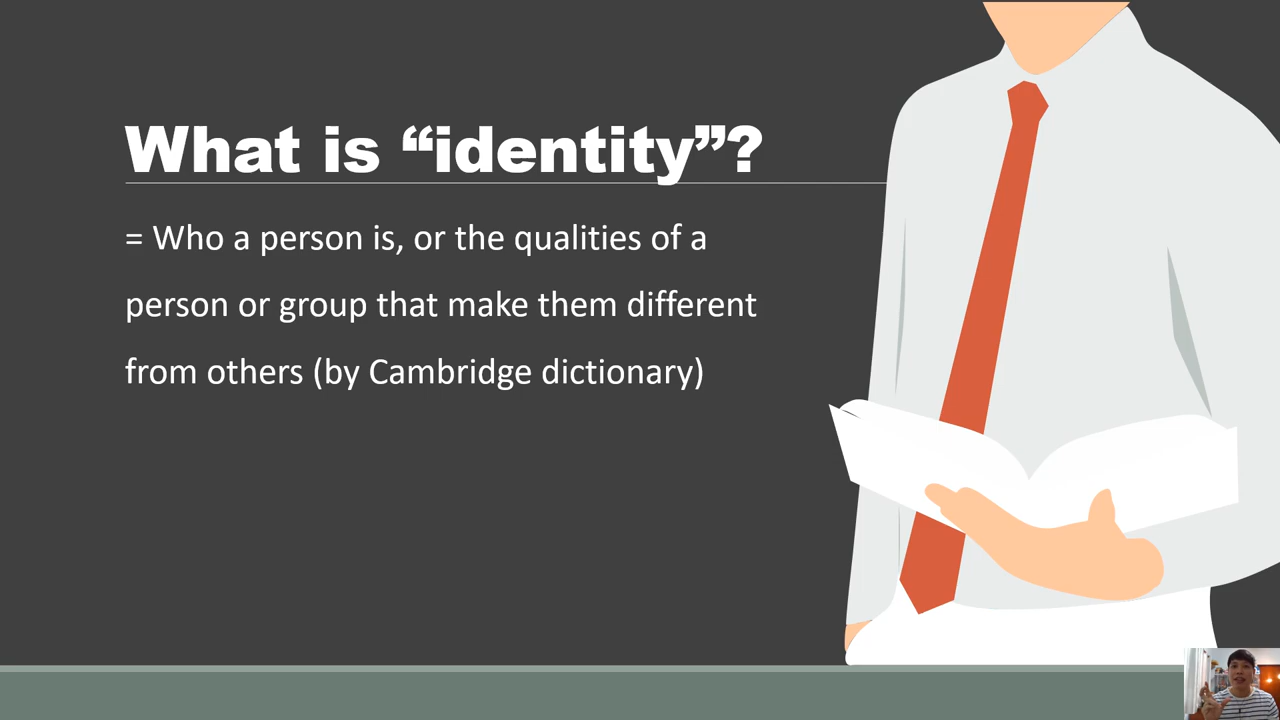 What is “identity”?
= Who a person is, or the qualities of a
person or group that make them different
from others (by Cambridge dictionary)